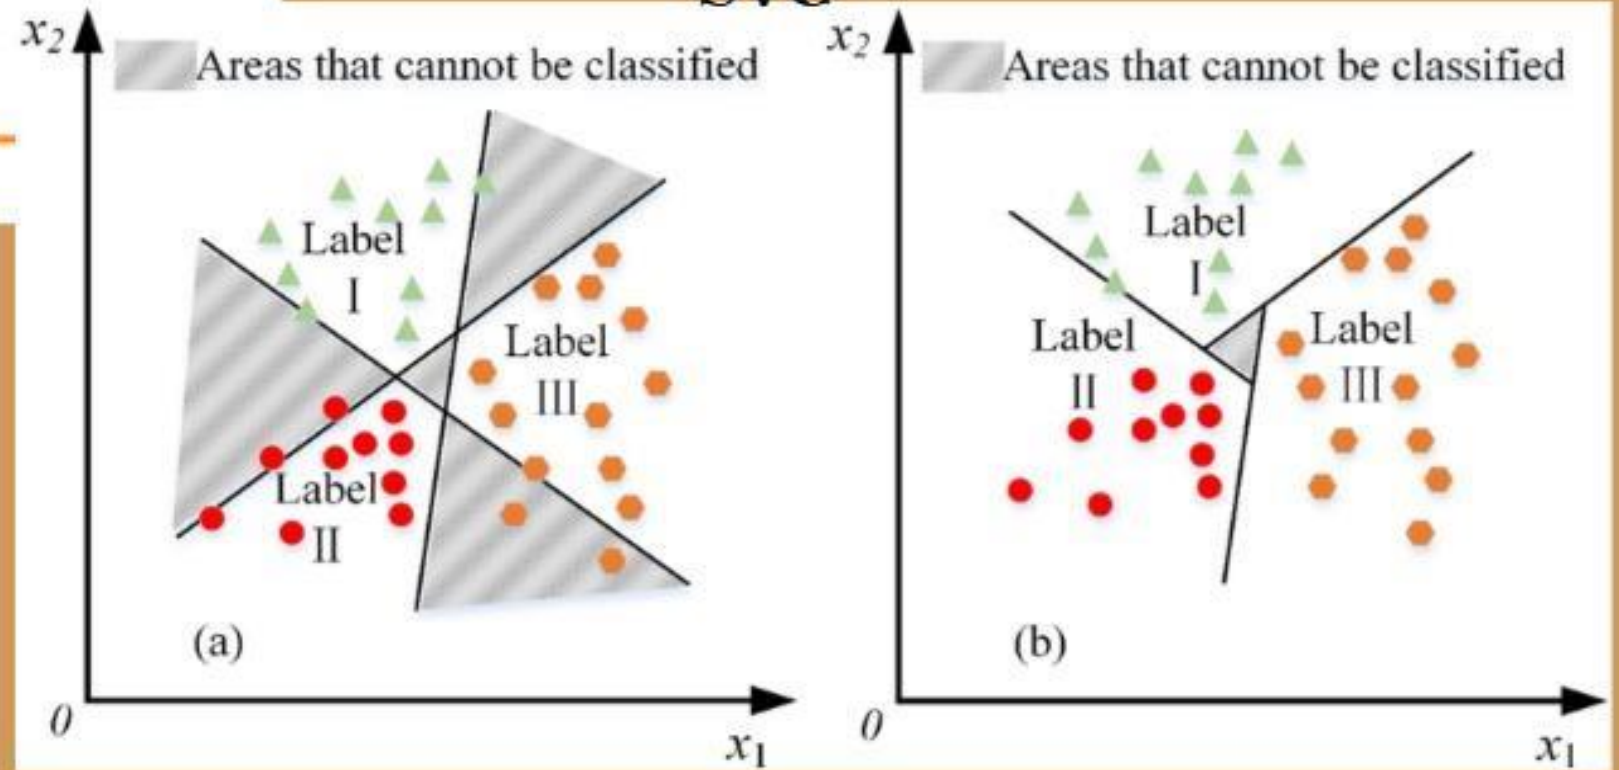 x2
Areas that cannot be classified
Label
I
Label
III
Label
II
(a)
0
x1
x2
Areas that cannot be classified
Label
I
Label
II
Label
III
(b)
0
x1